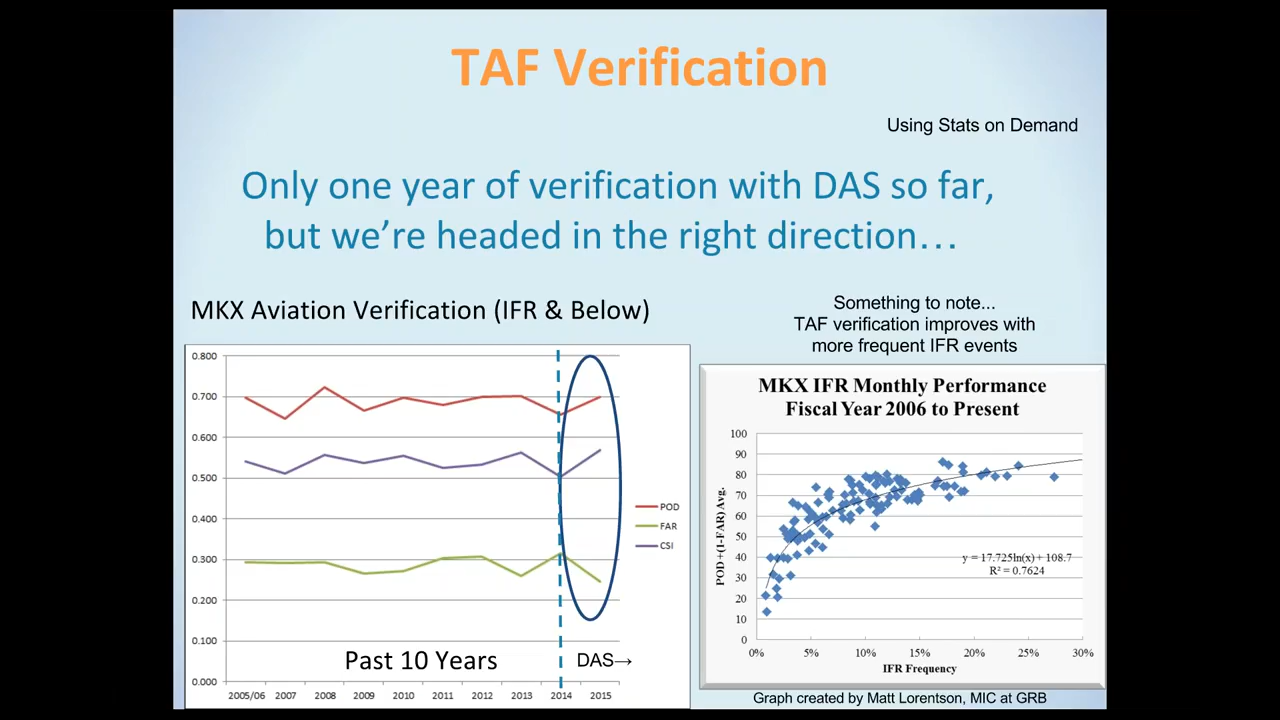 TAF Verification
Using Stats on Demand
Only one year of verification with DAS so far,
but we’re headed in the right direction…
MKX Aviation Verification (IFR & Below)
0.800
0.700
0.600
0.500
0.400
0.300
0.200
0.100
0.000
2005/06 2007 2008 2009 2010 2011 2012 2013 2014 2015
POD
FAR
CSI
Past 10 Years
DAS→
Something to note...
TAF verification improves with
more frequent IFR events
MKX IFR Monthly Performance
Fiscal Year 2006 to Present
POD+(1-FAR) Avg.
100
90
80
70
60
50
40
30
20
10
0
y = 17.725ln(x) + 108.7
R² = 0.7624
0% 5% 10% 15% 20% 25% 30%
IFR Frequency
Graph created by Matt Lorentson, MIC at GRB